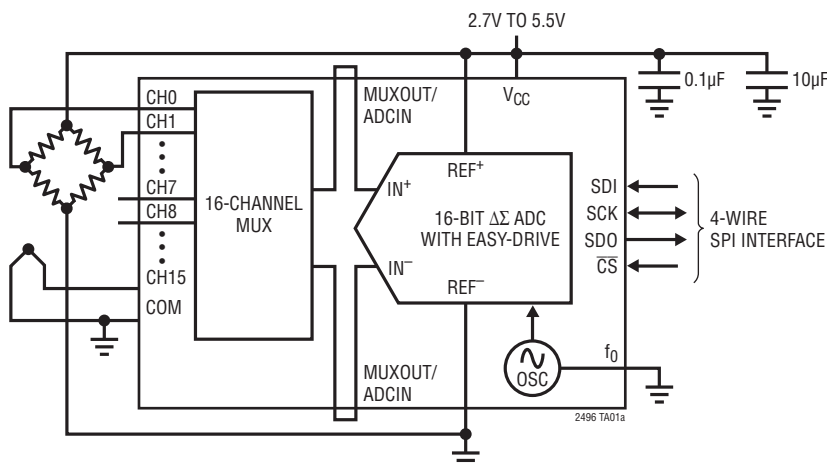 2.7V TO 5.5V
0.1µF
10µF
CH0
CH1
CH7
CH8
CH15
COM
16-CHANNEL
MUX
MUXOUT/
ADCIN
MUXOUT/
ADCIN
VCC
REF+
IN+
16-BIT ΔΣ ADC
WITH EASY-DRIVE
IN–
REF–
OSC
f0
SDI
SCK
SDO
CS
4-WIRE
SPI INTERFACE
2496 TA01a